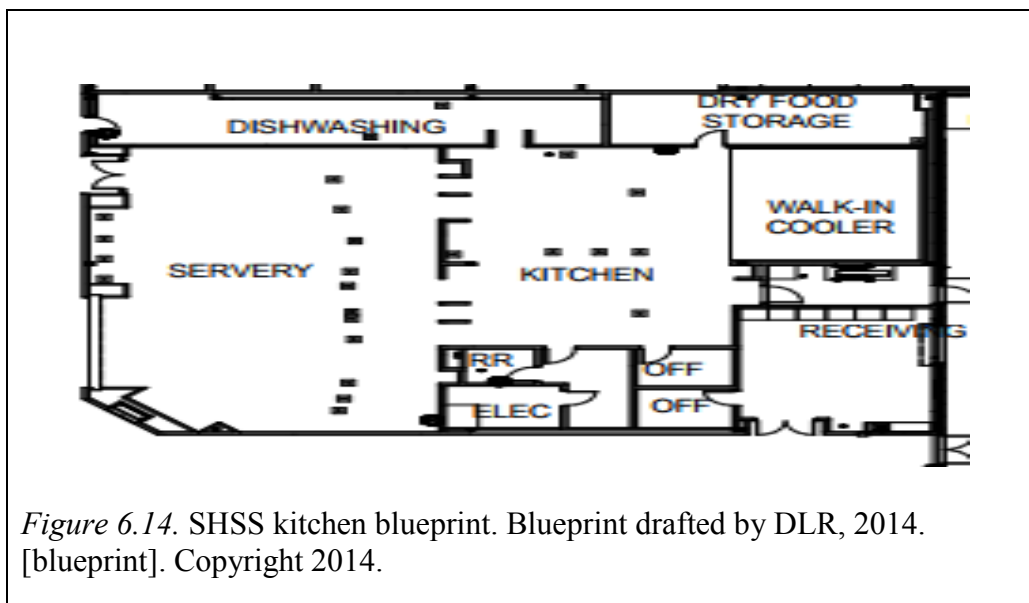 DISHWASHING
DRY FOOD
STORAGE
WALK-IN
COOLER
SERVERY
KITCHEN
RECEIVING
RR
OFF
ELEC
OFF
Figure 6.14. SHSS kitchen blueprint. Blueprint drafted by DLR, 2014.
[blueprint]. Copyright 2014.